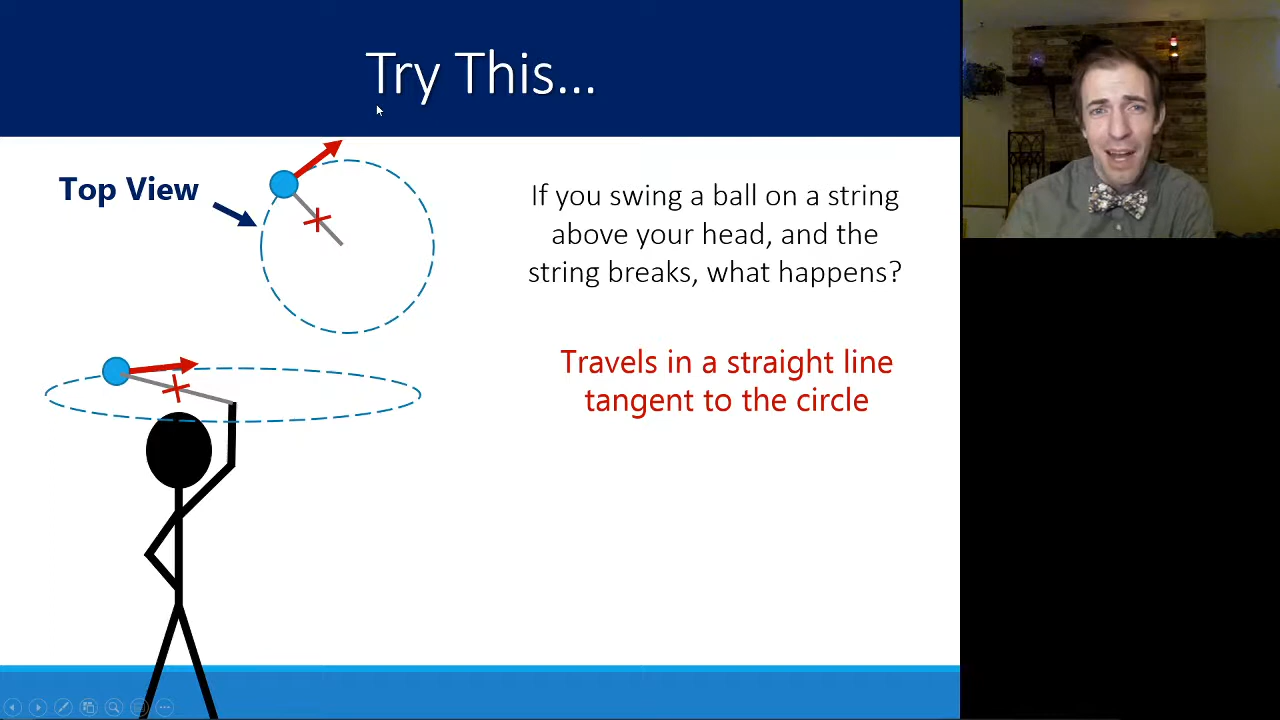 Try This...
Top View
If you swing a ball on a string
above your head, and the
string breaks, what happens?
Travels in a straight line
tangent to the circle